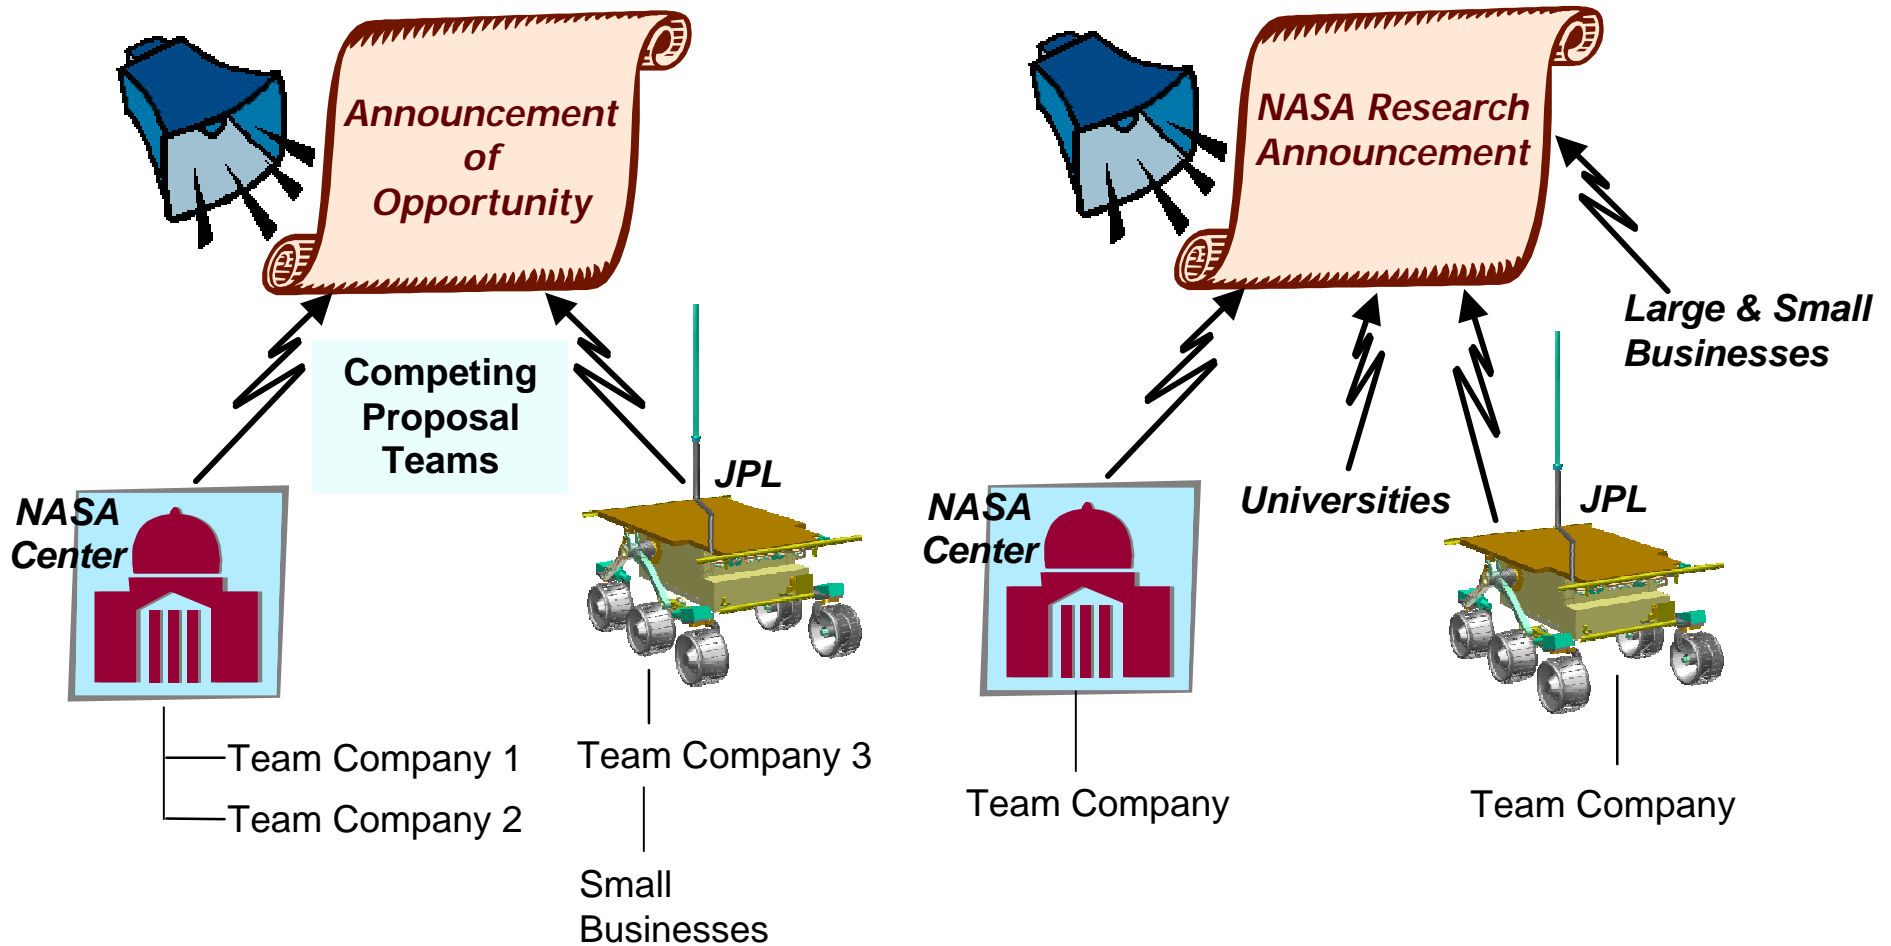 Announcement
of
Opportunity
Competing
Proposal
Teams
NASA
Center
JPL
Team Company 1
Team Company 2
Team Company 3
Small
Businesses
NASA Research
Announcement
Large & Small
Businesses
Universities
NASA
Center
JPL
Team Company
Team Company